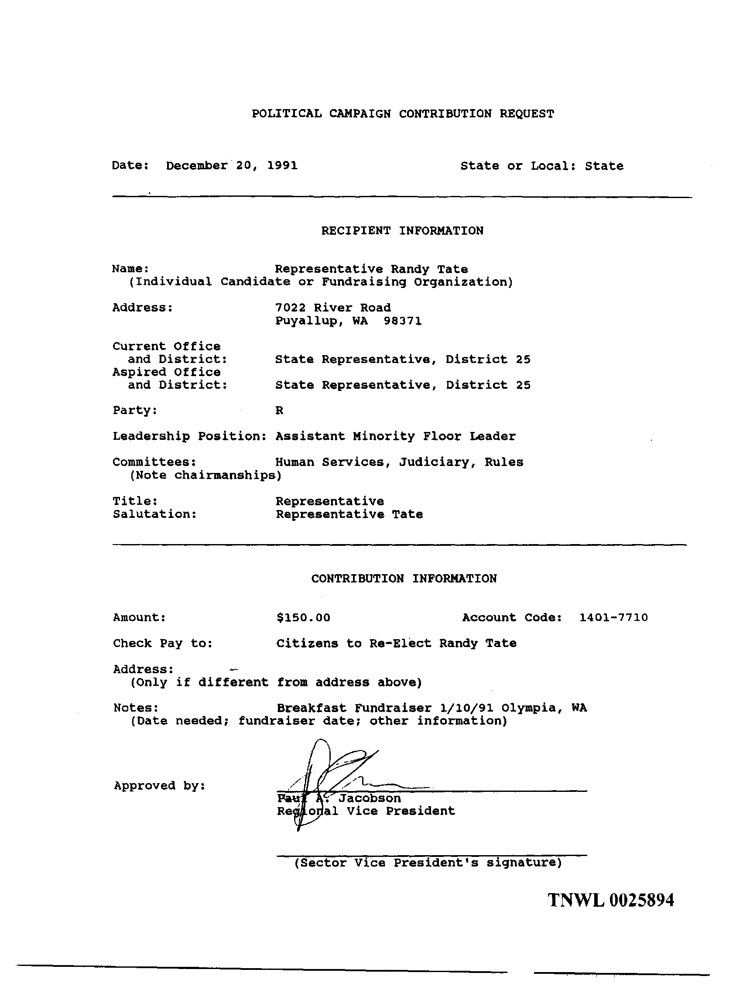 POLITICAL CAMPAIGN CONTRIBUTION REQUEST
Date: December 20, 1991 State or Local: State
RECIPIENT INFORMATION
Name: Representative Randy Tate
(Individual Candidate or Fundraising Organization)
Address: 7022 River Road
Puyallup, WA 98371
Current Office
and District: State Representative, District 25
Aspired Office
and District: State Representative, District 25
Party: R
Leadership Position: Assistant Minority Floor Leader
Committees: Human Services, Judiciary, Rules
(Note chairmanships)
Title: Representative
Salutation: Representative Tate
CONTRIBUTION INFORMATION
Amount: $150.00 Account Code: 1401-7710
Check Pay to: Citizens to Re-Elect Randy Tate
Address: –
(Only if different from address above)
Notes: Breakfast Fundraiser 1/10/91 Olympia, WA
(Date needed; fundraiser date; other information)
Approved by:
Paul A. Jacobson
Regional Vice President
(Sector Vice President's signature)
TNWL 0025894